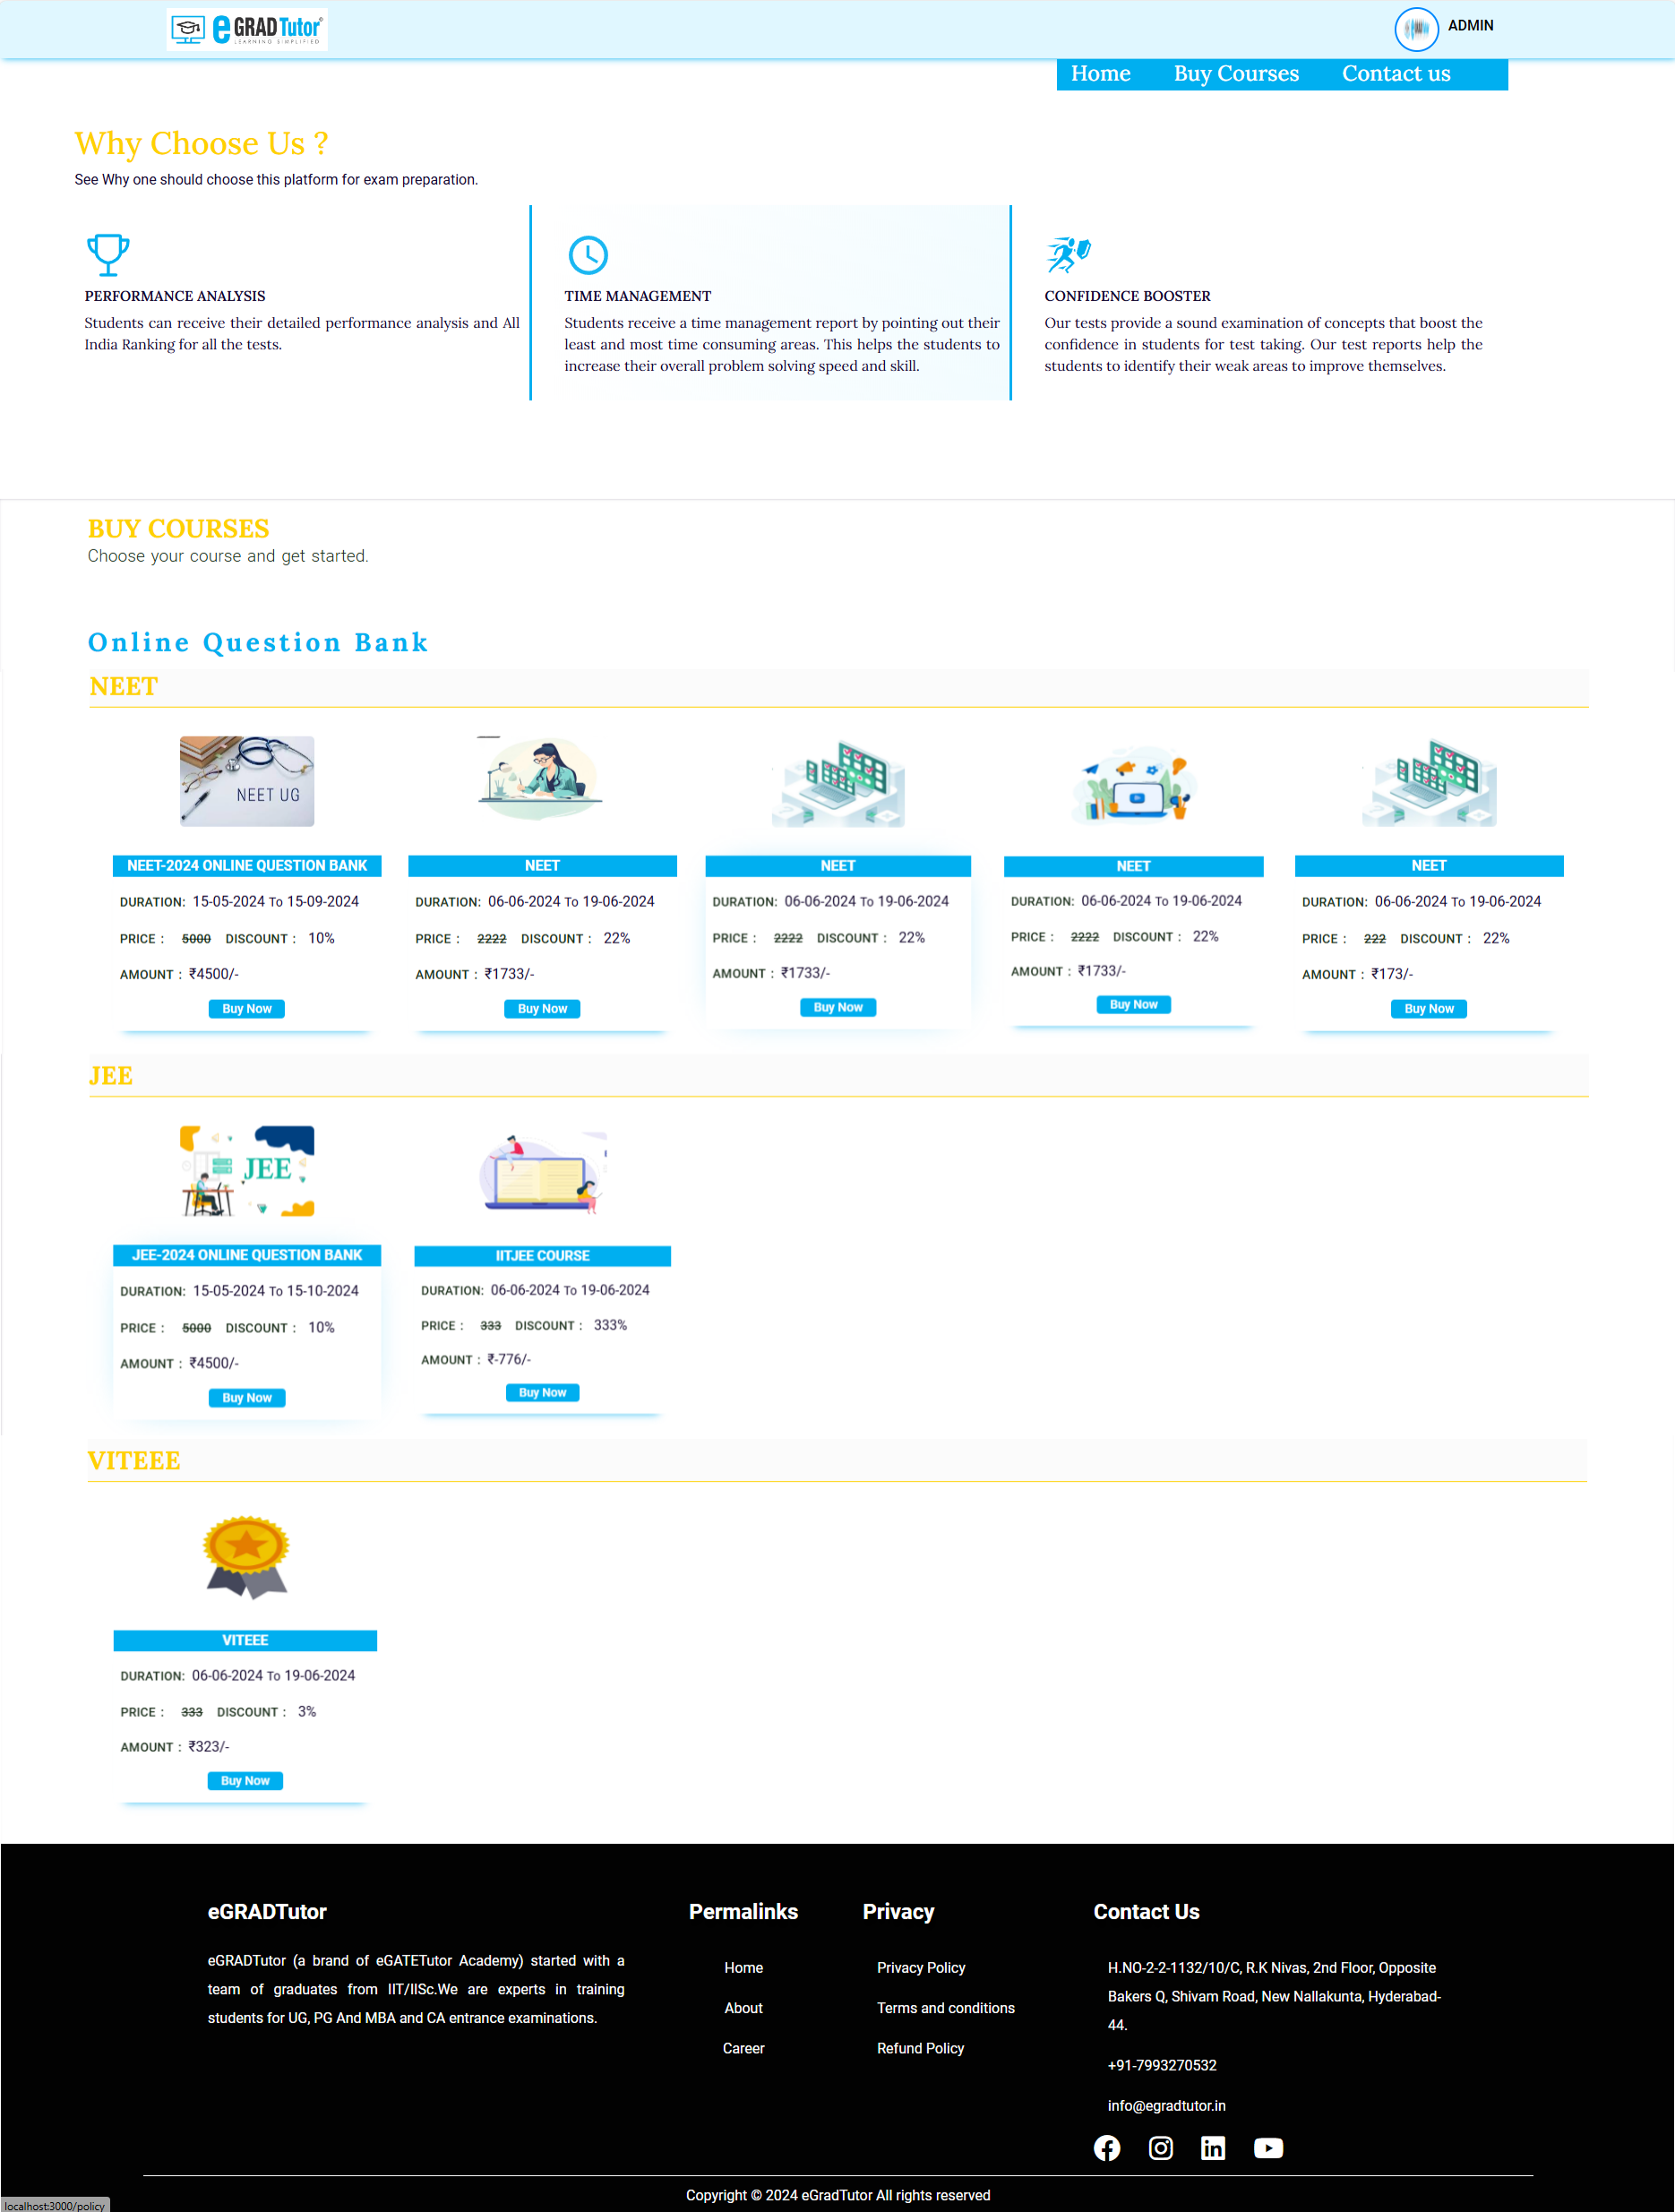 e GRAD Tutor®
LEARNING SIMPLIFIED
ADMIN
Home Buy Courses Contact us
Why Choose Us ?
See Why one should choose this platform for exam preparation.
PERFORMANCE ANALYSIS
Students can receive their detailed performance analysis and All
India Ranking for all the tests.
TIME MANAGEMENT
Students receive a time management report by pointing out their
least and most time consuming areas. This helps the students to
increase their overall problem solving speed and skill.
CONFIDENCE BOOSTER
Our tests provide a sound examination of concepts that boost the
confidence in students for test taking. Our test reports help the
students to identify their weak areas to improve themselves.
BUY COURSES
Choose your course and get started.
Online Question Bank
NEET
NEET UG
NEET-2024 ONLINE QUESTION BANK
DURATION: 15-05-2024 To 15-09-2024
PRICE : 5000 DISCOUNT : 10%
AMOUNT : ₹4500/-
Buy Now
NEET
DURATION: 06-06-2024 To 19-06-2024
PRICE : 2222 DISCOUNT : 22%
AMOUNT : ₹1733/-
Buy Now
NEET
DURATION: 06-06-2024 To 19-06-2024
PRICE : 2222 DISCOUNT : 22%
AMOUNT : ₹1733/-
Buy Now
NEET
DURATION: 06-06-2024 To 19-06-2024
PRICE : 2222 DISCOUNT : 22%
AMOUNT : ₹1733/-
Buy Now
NEET
DURATION: 06-06-2024 To 19-06-2024
PRICE : 222 DISCOUNT : 22%
AMOUNT : ₹173/-
Buy Now
JEE
JEE
JEE-2024 ONLINE QUESTION BANK
DURATION: 15-05-2024 To 15-10-2024
PRICE : 5000 DISCOUNT : 10%
AMOUNT : ₹4500/-
Buy Now
IITJEE COURSE
DURATION: 06-06-2024 To 19-06-2024
PRICE : 333 DISCOUNT : 333%
AMOUNT : ₹-776/-
Buy Now
VITEEE
VITEEE
DURATION: 06-06-2024 To 19-06-2024
PRICE : 333 DISCOUNT : 3%
AMOUNT : ₹323/-
Buy Now
eGRADTutor
eGRADTutor (a brand of eGATETutor Academy) started with a
team of graduates from IIT/IISc.We are experts in training
students for UG, PG And MBA and CA entrance examinations.
Permalinks
Home
About
Career
Privacy
Privacy Policy
Terms and conditions
Refund Policy
Contact Us
H.NO-2-2-1132/10/C, R.K Nivas, 2nd Floor, Opposite
Bakers Q, Shivam Road, New Nallakunta, Hyderabad-
44.
+91-7993270532
info@egradtutor.in
Copyright © 2024 eGradTutor All rights reserved
localhost:3000/policy